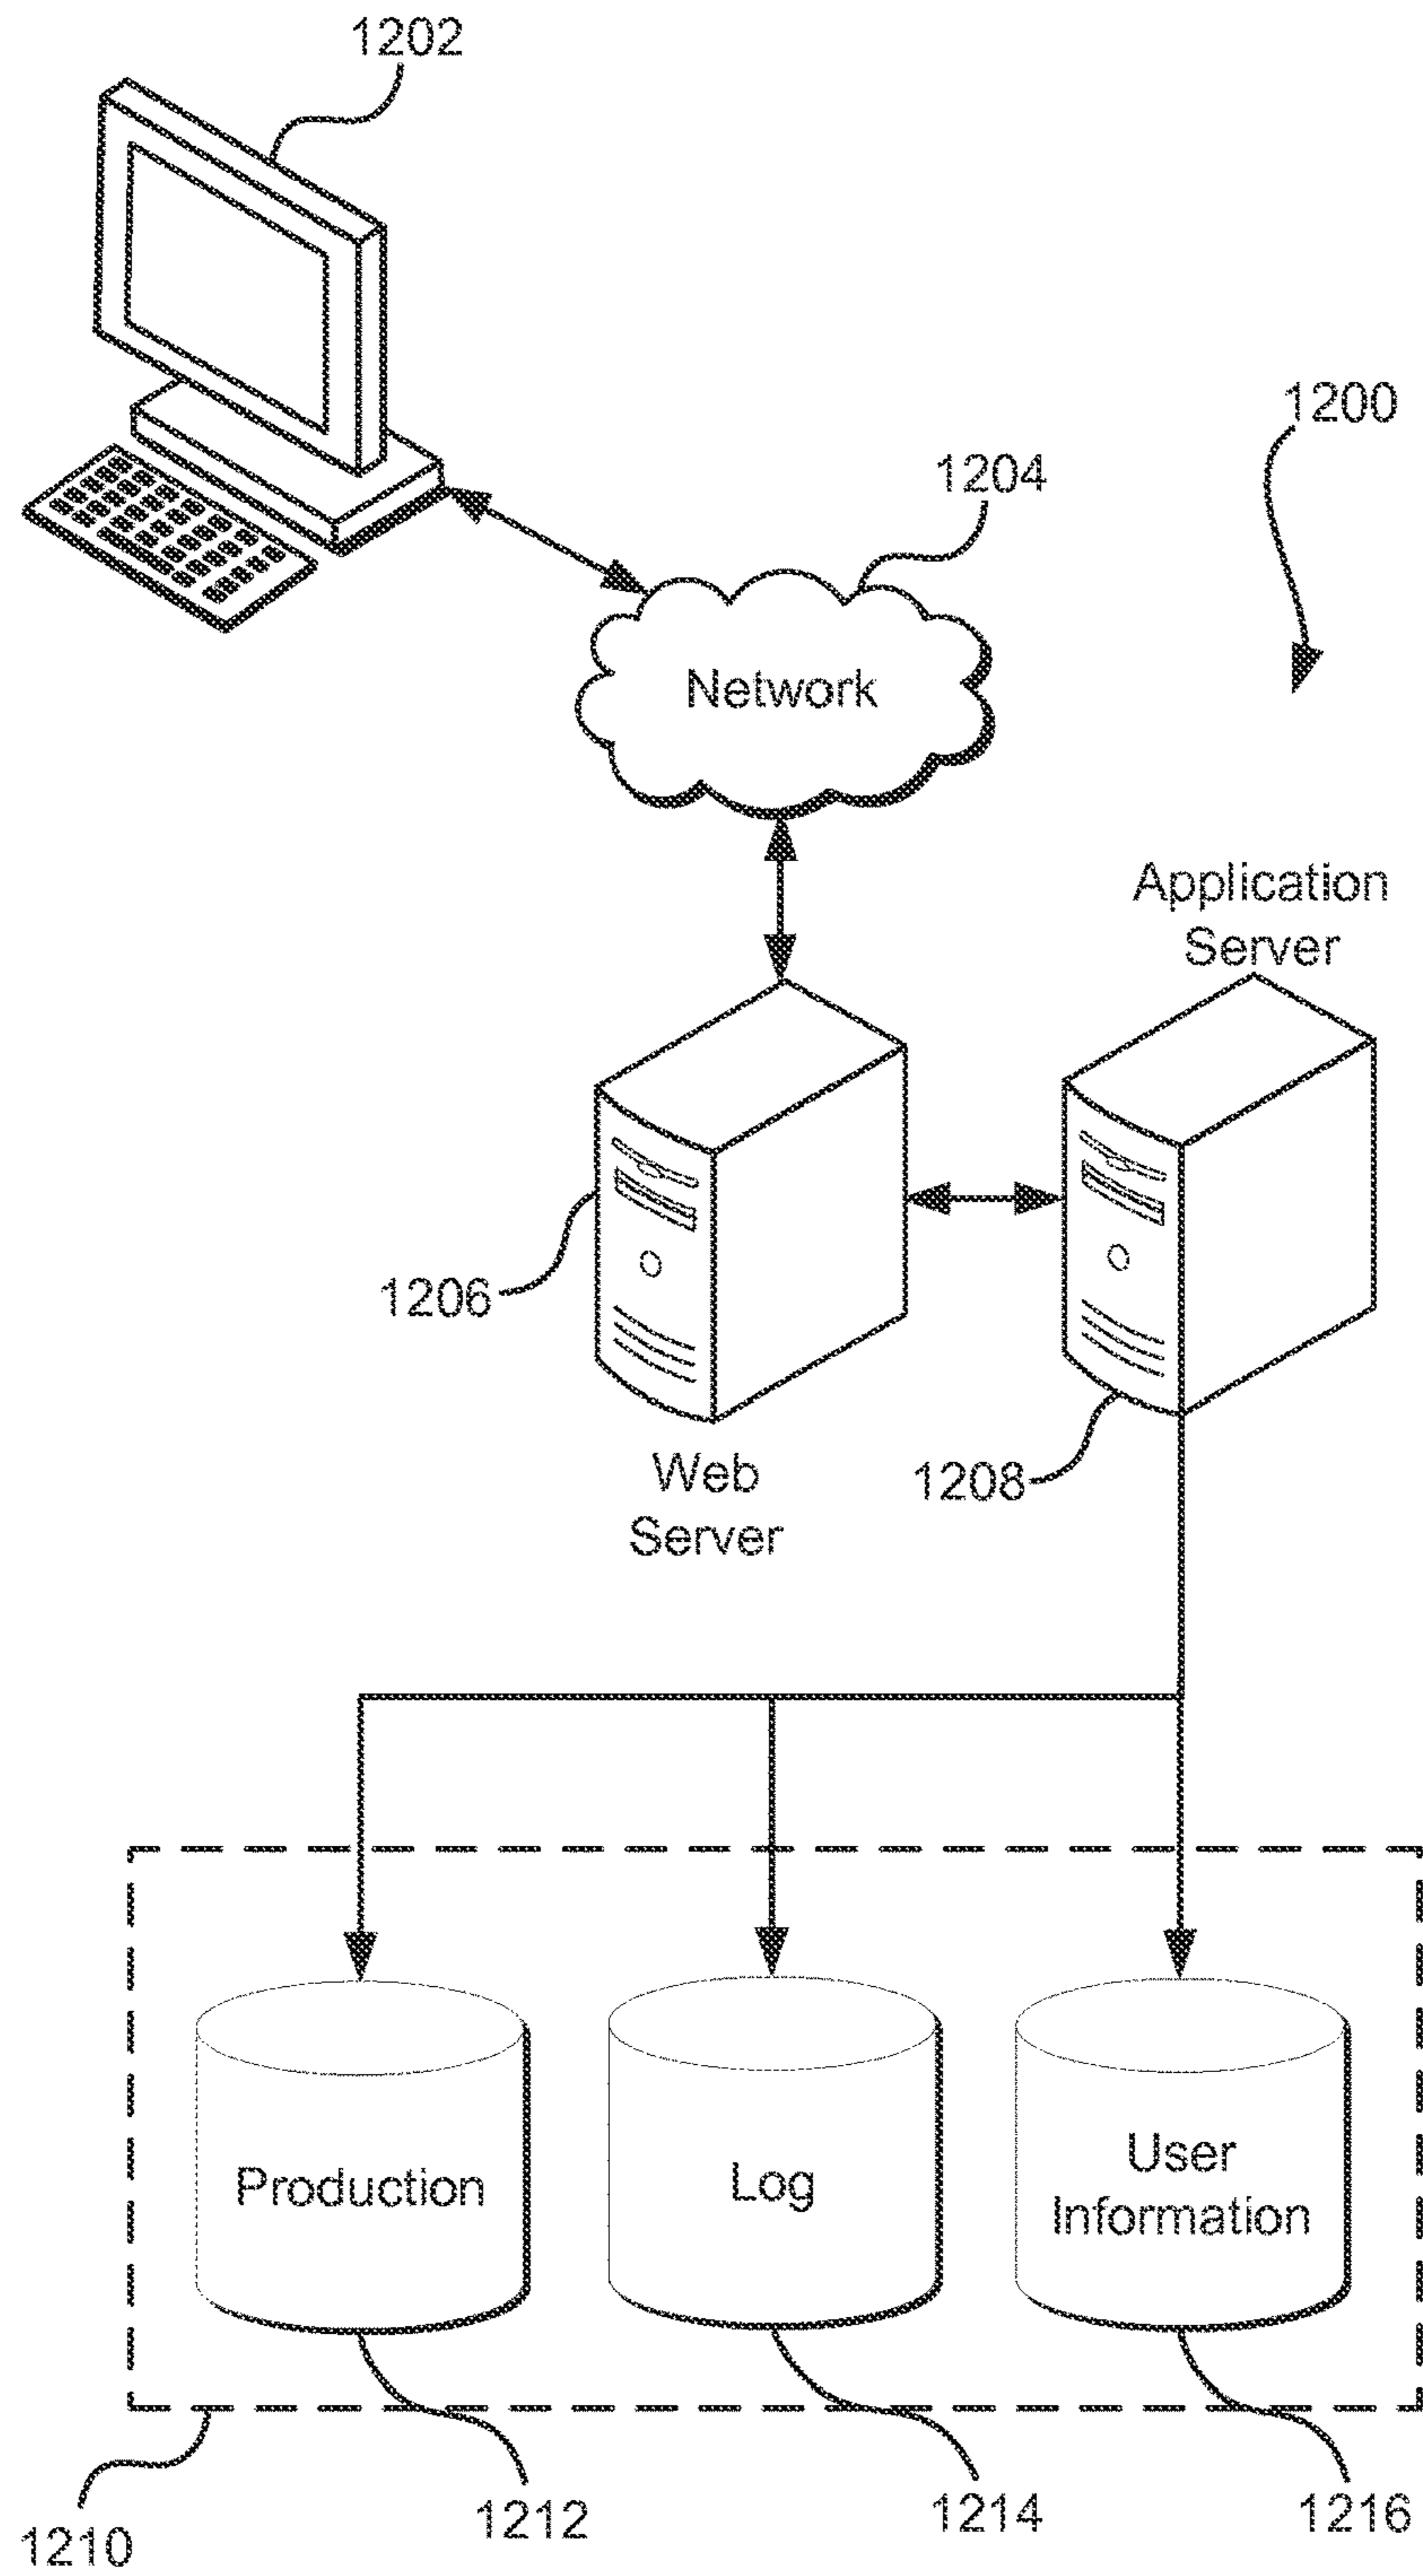 1202
1200
1204
Network
Application
Server
1206
Web
Server
1208
Production
Log
User
Information
1210
1212
1214
1216